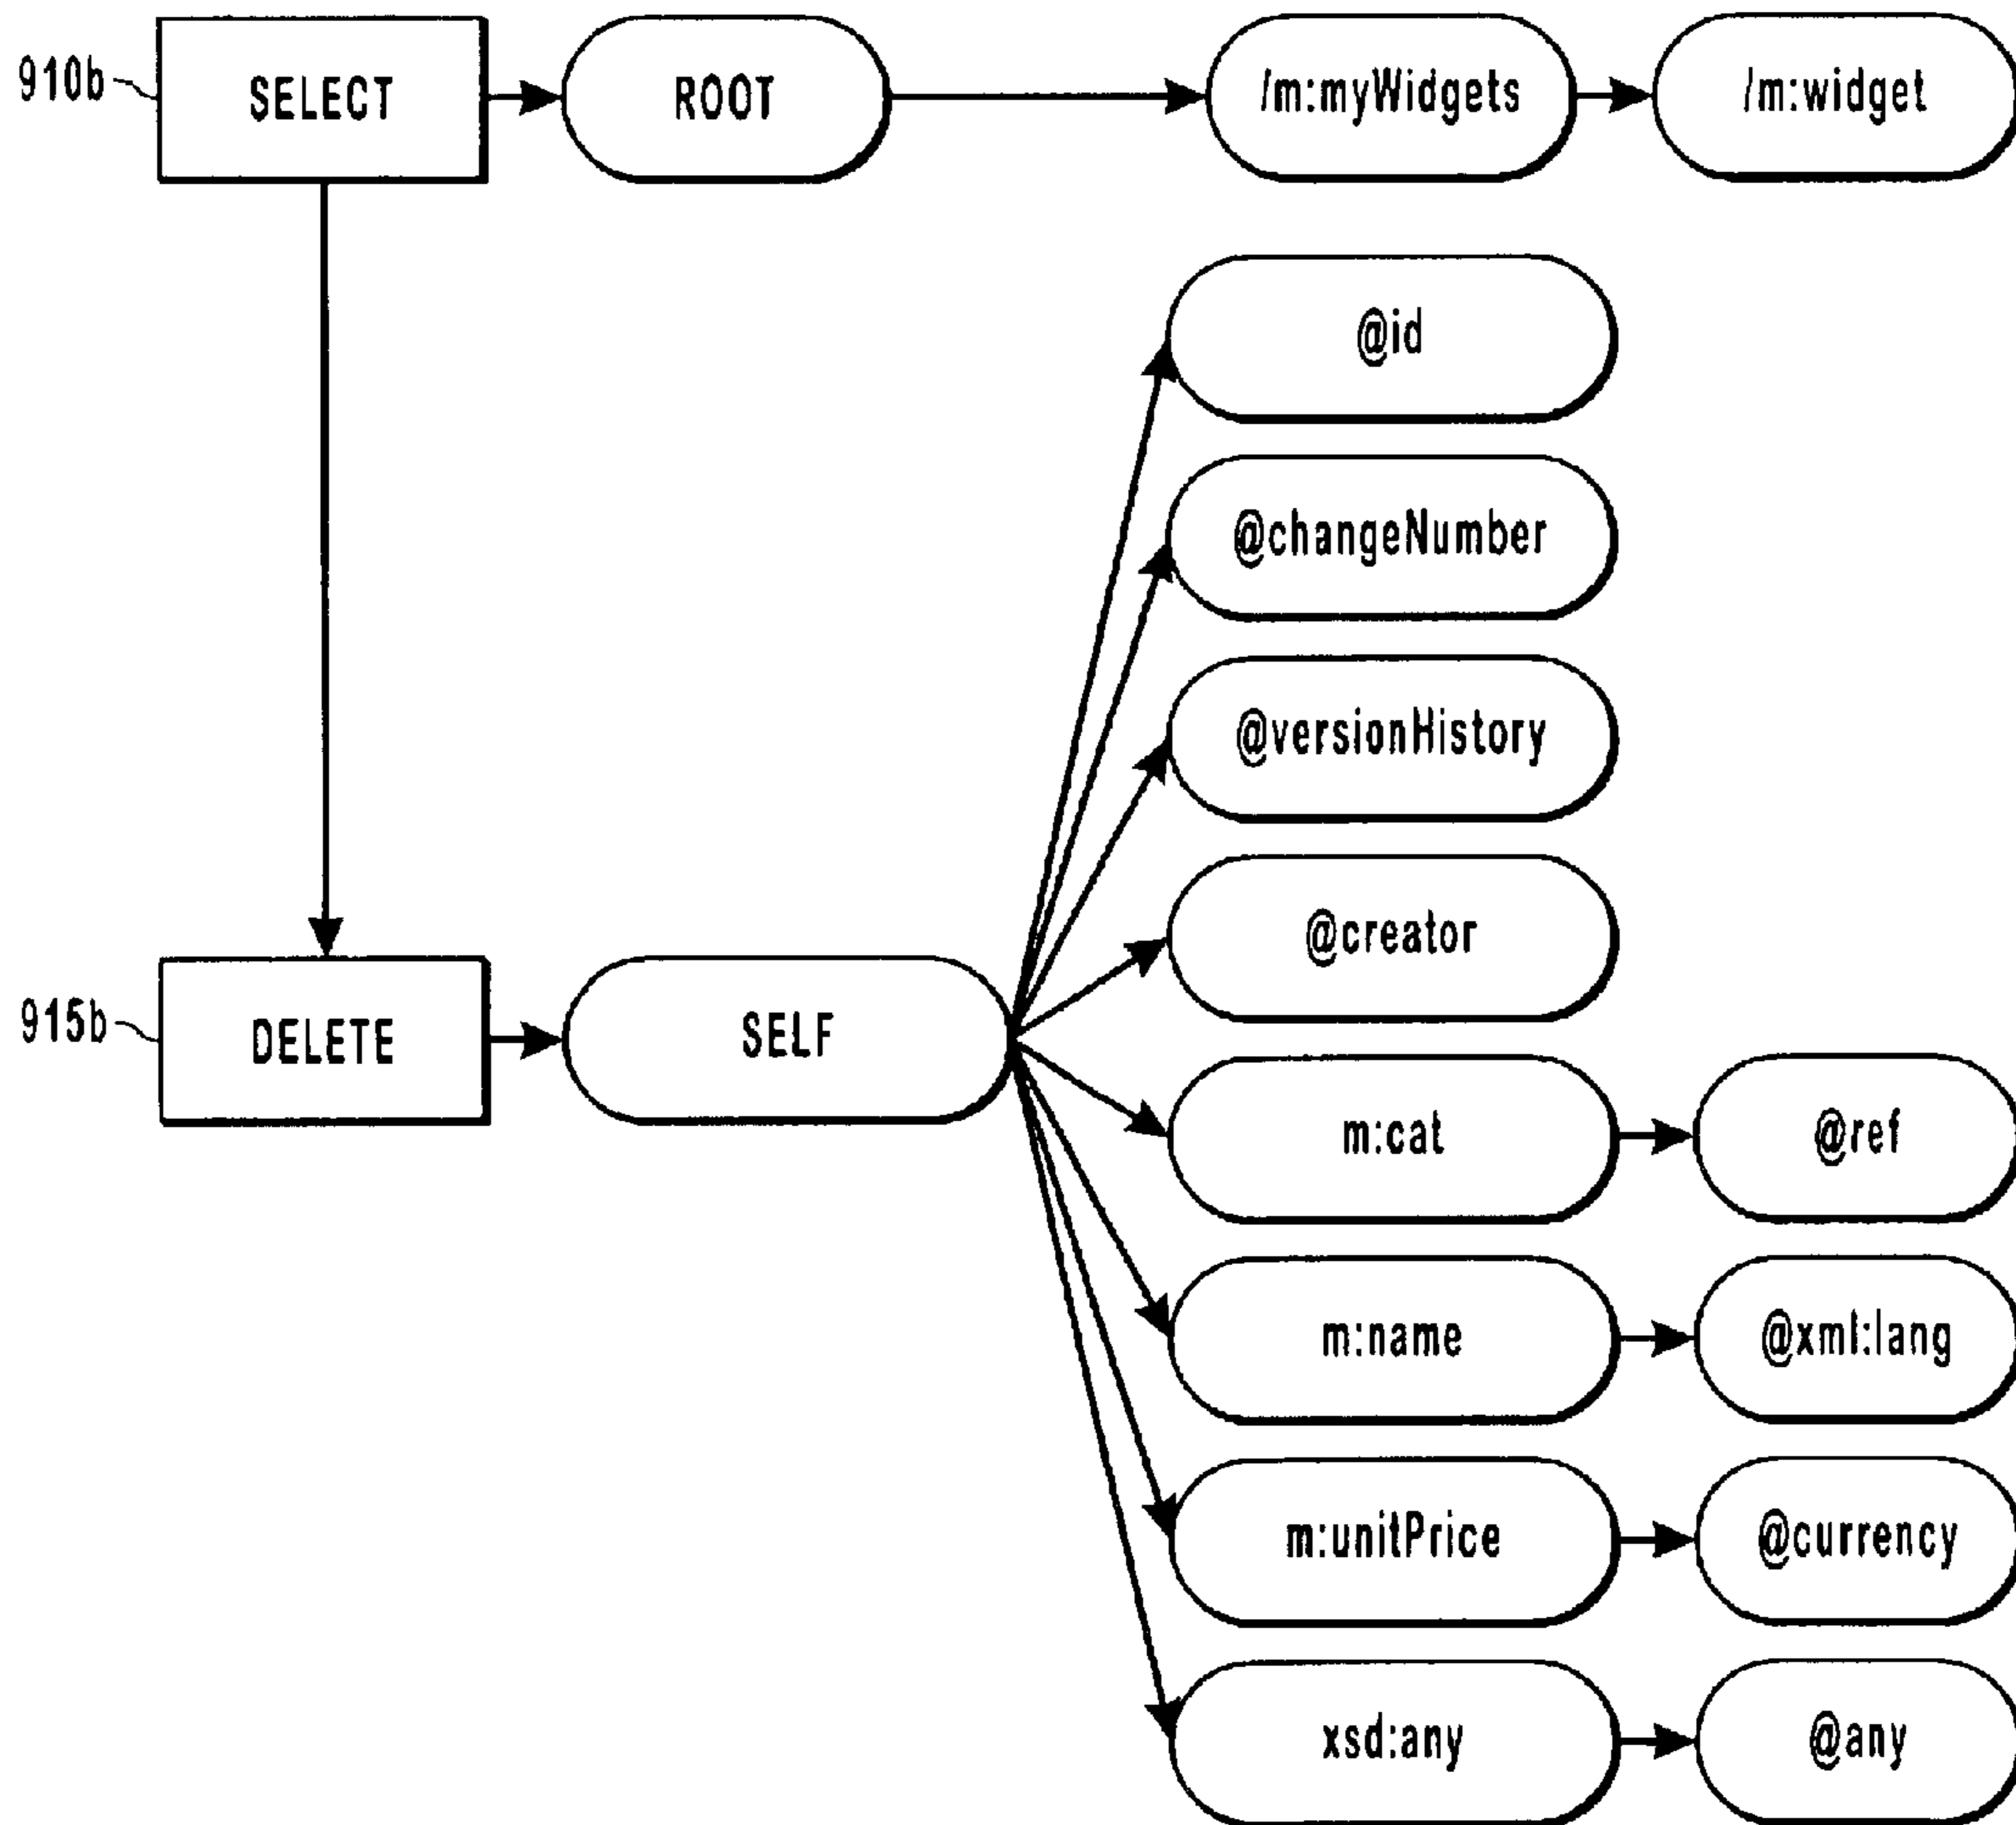 910b
SELECT
ROOT
/m:myWidgets
/m:widget
@id
@changeNumber
@versionHistory
@creator
915b
DELETE
SELF
m:cat
@ref
m:name
@xml:lang
m:unitPrice
@currency
xsd:any
@any